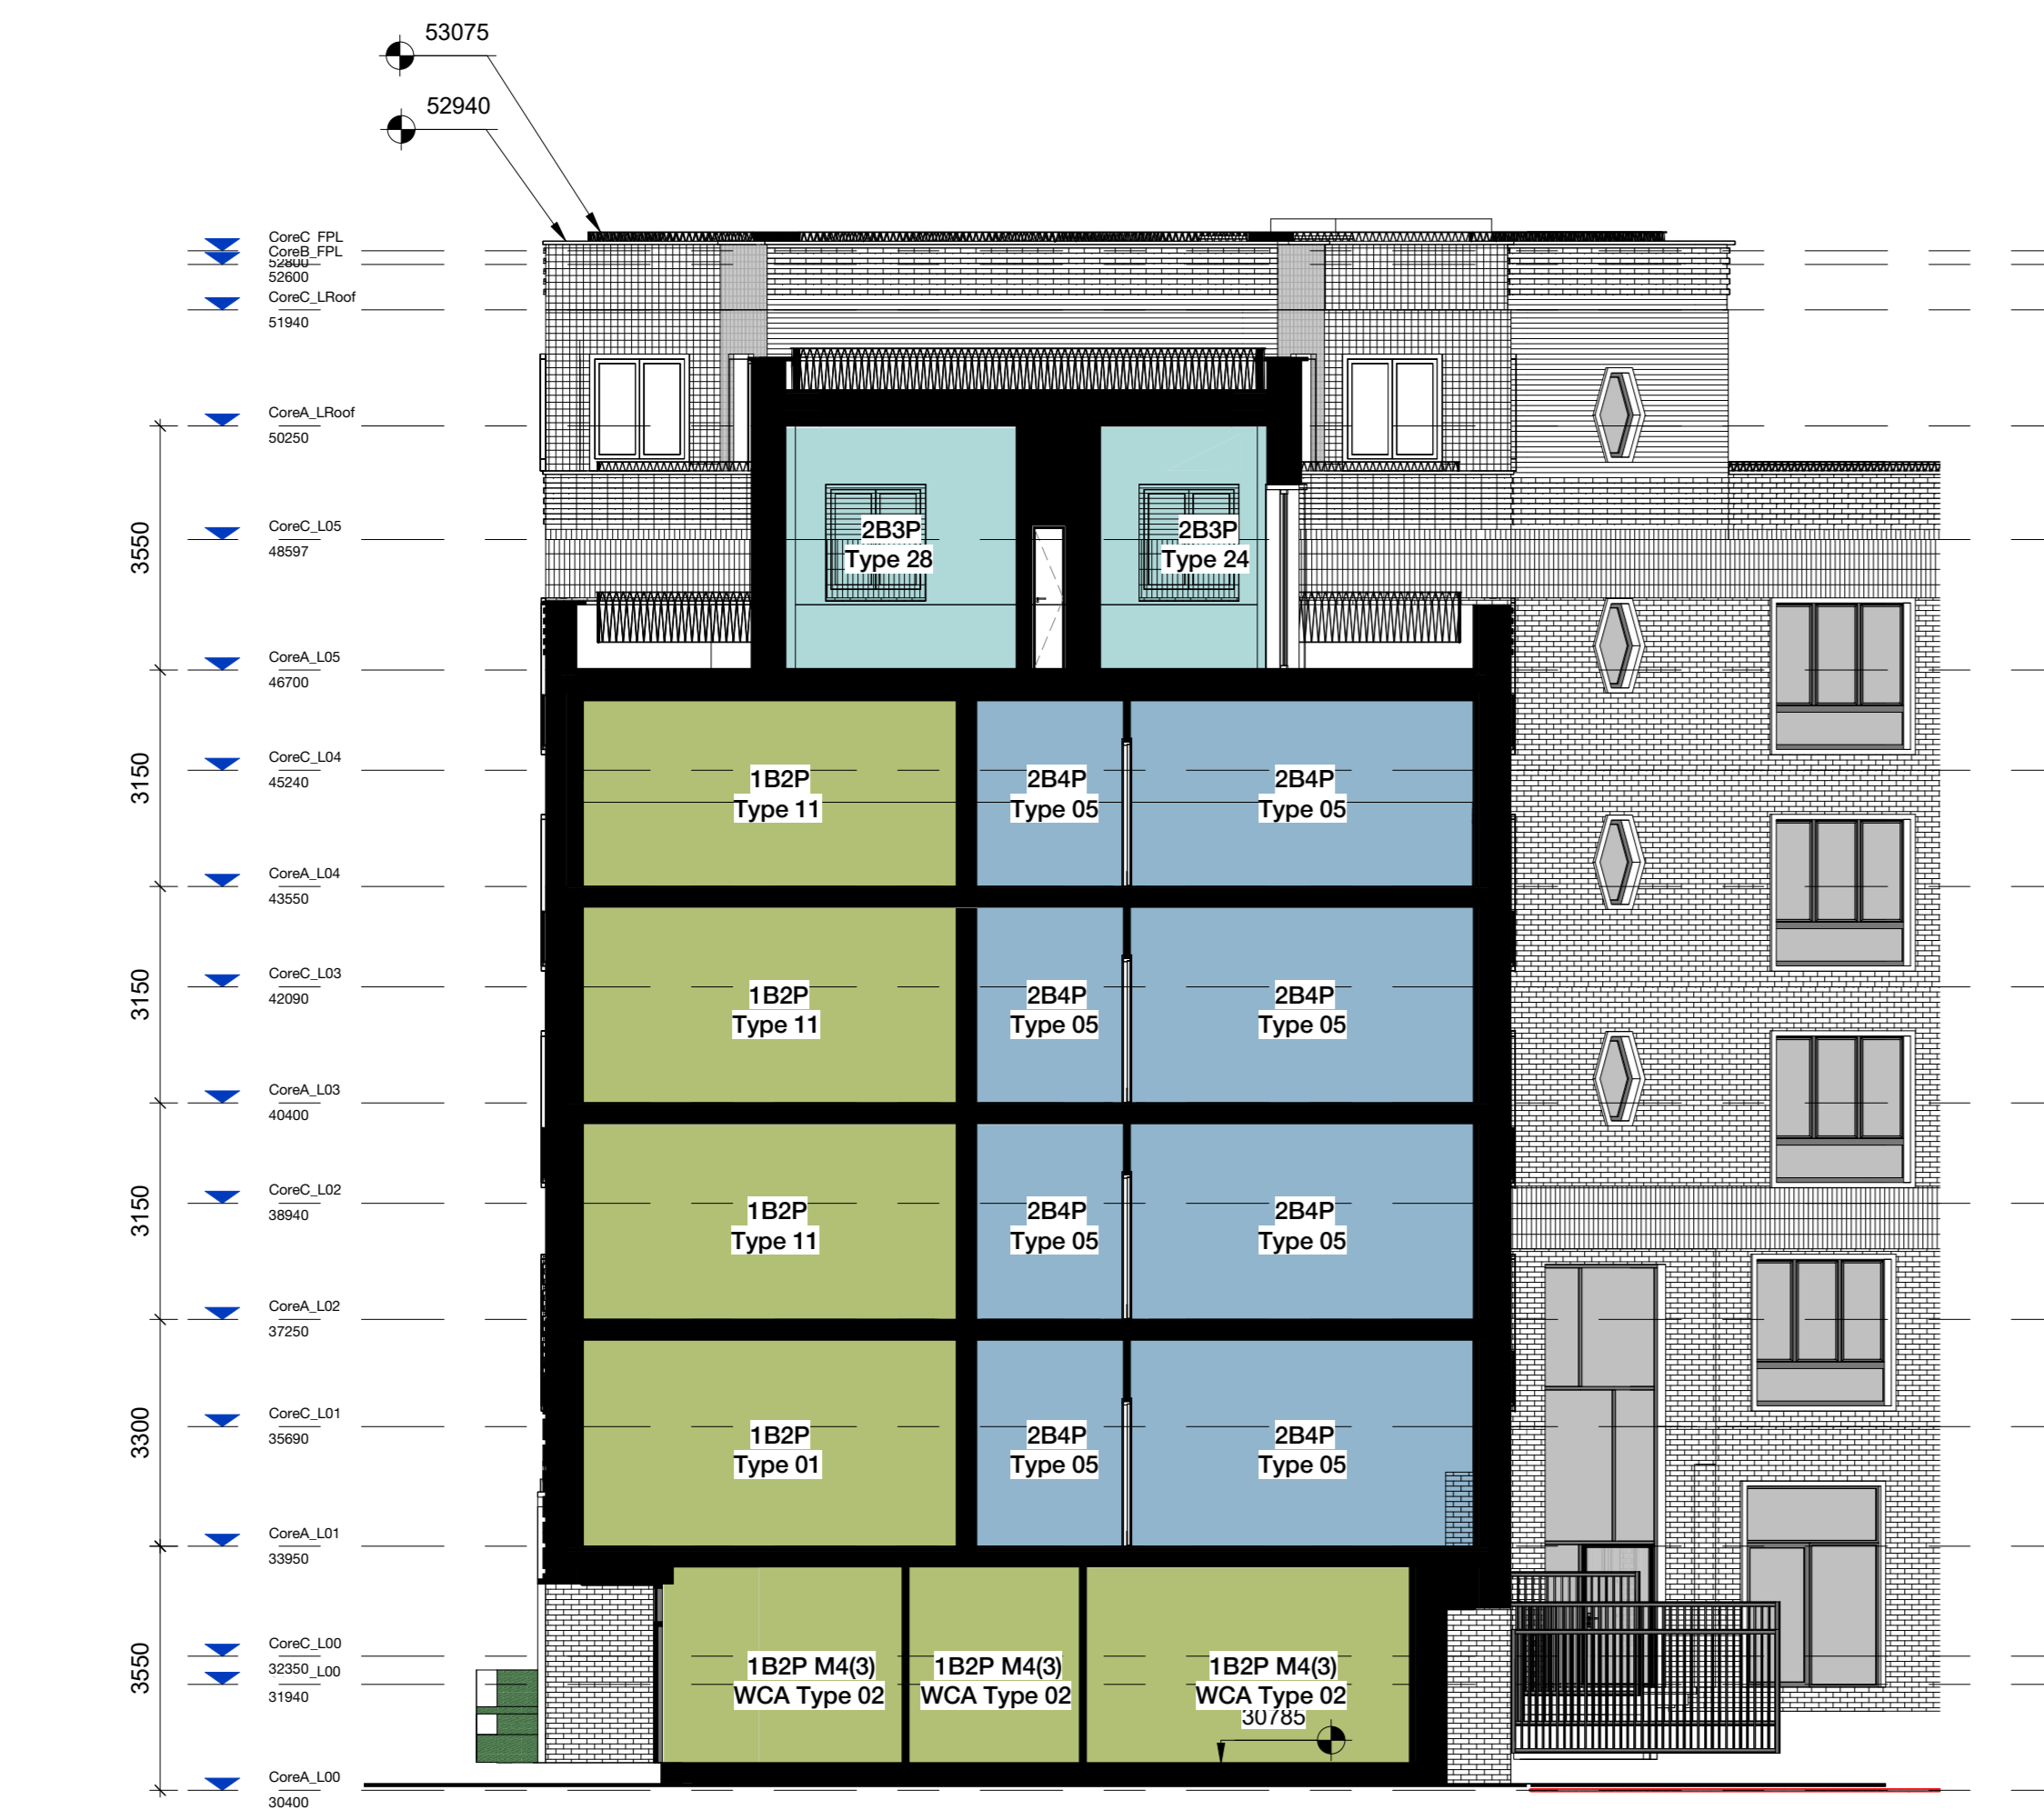 53075
52940
CoreC_FPL
CoreB_FPL
52800
52600
CoreC_LRoof
51940
CoreA_LRoof
50250
3550
CoreC_L05
48597
2B3P
Type 28
2B3P
Type 24
CoreA_L05
46700
3150
CoreC_L04
45240
1B2P
Type 11
2B4P
Type 05
2B4P
Type 05
CoreA_L04
43550
3150
CoreC_L03
42090
1B2P
Type 11
2B4P
Type 05
2B4P
Type 05
CoreA_L03
40400
3150
CoreC_L02
38940
1B2P
Type 11
2B4P
Type 05
2B4P
Type 05
CoreA_L02
37250
3300
CoreC_L01
35690
1B2P
Type 01
2B4P
Type 05
2B4P
Type 05
CoreA_L01
33950
3550
CoreC_L00
32350
_L00
31940
1B2P M4(3)
WCA Type 02
1B2P M4(3)
WCA Type 02
1B2P M4(3)
WCA Type 02
30785
CoreA_L00
30400